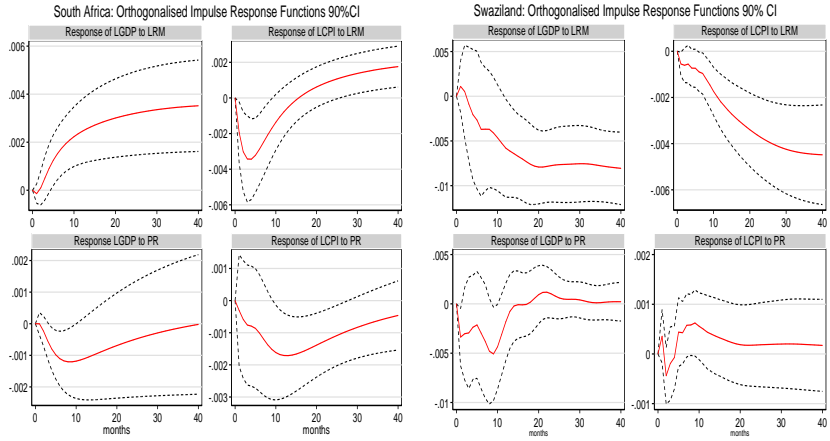 South Africa: Orthogonalised Impulse Response Functions 90%CI
Response of LGDP to LRM
.006
.004
.002
0
0 10 20 30 40
Response of LCPI to LRM
.002
0
-.002
-.004
-.006
0 10 20 30 40
Response LGDP to PR
.002
.001
0
-.001
-.002
0 10 20 30 40
months
Response of LCPI to PR
.001
0
-.001
-.002
-.003
0 10 20 30 40
months
Swaziland: Orthogonalised Impulse Response Functions 90% CI
Response of LGDP to LRM
.005
0
-.005
-.01
0 10 20 30 40
Response of LCPI to LRM
0
-.002
-.004
-.006
0 10 20 30 40
Response of LGDP to PR
.005
0
-.005
-.01
0 10 20 30 40
months
Response of LCPI to PR
.002
.001
0
-.001
0 10 20 30 40
months